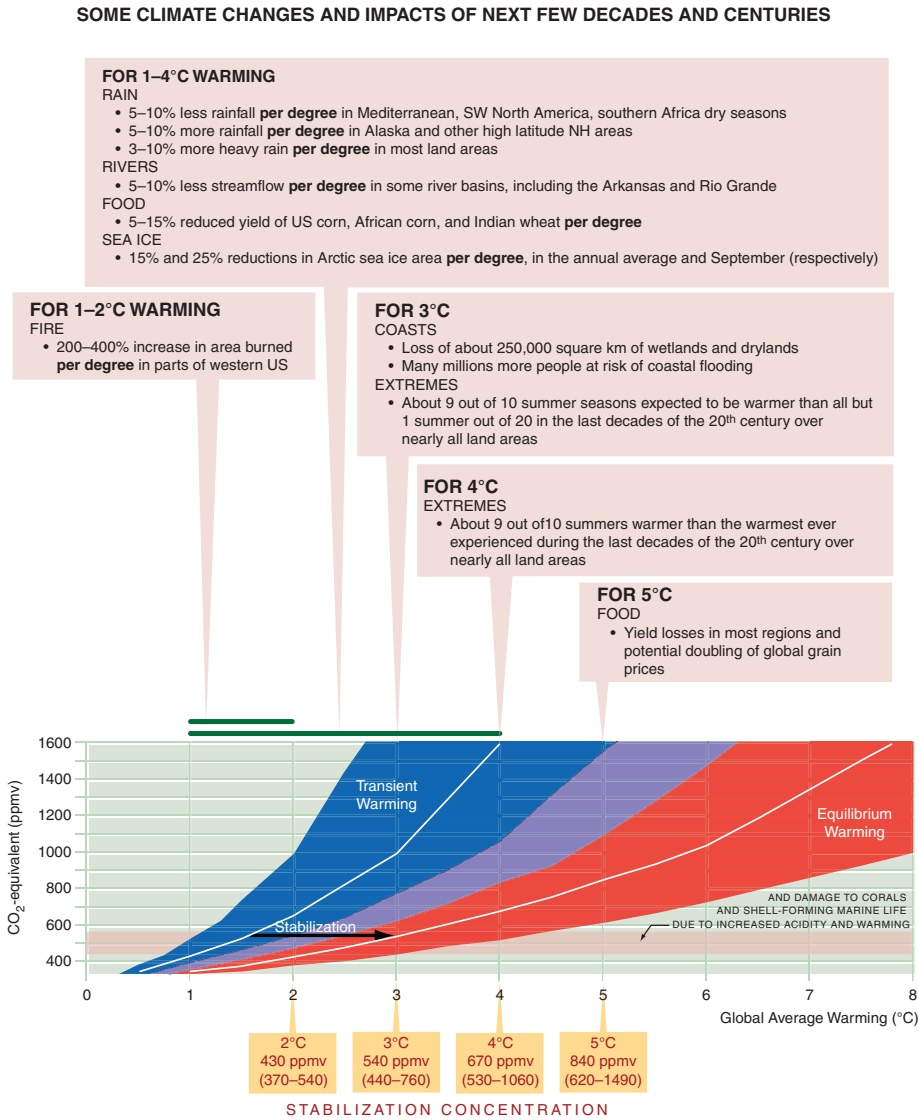 SOME CLIMATE CHANGES AND IMPACTS OF NEXT FEW DECADES AND CENTURIES
FOR 1–4°C WARMING
RAIN
• 5–10% less rainfall per degree in Mediterranean, SW North America, southern Africa dry seasons
• 5–10% more rainfall per degree in Alaska and other high latitude NH areas
• 3–10% more heavy rain per degree in most land areas
RIVERS
• 5–10% less streamflow per degree in some river basins, including the Arkansas and Rio Grande
FOOD
• 5–15% reduced yield of US corn, African corn, and Indian wheat per degree
SEA ICE
• 15% and 25% reductions in Arctic sea ice area per degree, in the annual average and September (respectively)
FOR 1–2°C WARMING
FIRE
• 200–400% increase in area burned
per degree in parts of western US
FOR 3°C
COASTS
• Loss of about 250,000 square km of wetlands and drylands
• Many millions more people at risk of coastal flooding
EXTREMES
• About 9 out of 10 summer seasons expected to be warmer than all but
1 summer out of 20 in the last decades of the 20th century over
nearly all land areas
FOR 4°C
EXTREMES
• About 9 out of10 summers warmer than the warmest ever
experienced during the last decades of the 20th century over
nearly all land areas
FOR 5°C
FOOD
• Yield losses in most regions and
potential doubling of global grain
prices
CO2-equivalent (ppmv)
1600
1400
1200
1000
800
600
400
Transient
Warming
Equilibrium
Warming
Stabilization
AND DAMAGE TO CORALS
AND SHELL-FORMING MARINE LIFE
DUE TO INCREASED ACIDITY AND WARMING
0 1 2 3 4 5 6 7 8
Global Average Warming (°C)
2°C
430 ppmv
(370–540)
3°C
540 ppmv
(440–760)
4°C
670 ppmv
(530–1060)
5°C
840 ppmv
(620–1490)
STABILIZATION CONCENTRATION